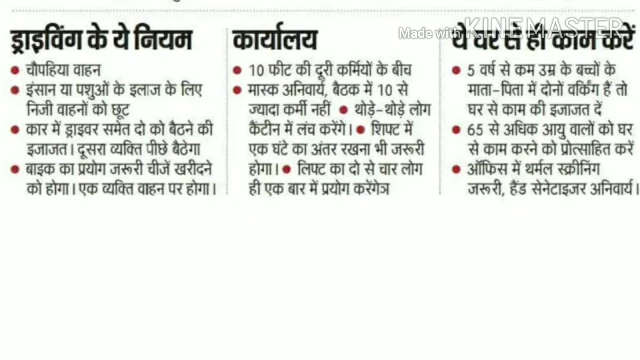 ड्राइविंग के ये नियम
चौपहिया वाहन
इंसान या पशुओं के इलाज के लिए
निजी वाहनों को छूट
कार में ड्राइवर समेत दो को बैठने की
इजाजत। दूसरा व्यक्ति पीछे बैठेगा
बाइक का प्रयोग जरूरी चीजें खरीदने
को होगा। एक व्यक्ति वाहन पर होगा।
कार्यालय
10 फीट की दूरी कर्मियों के बीच
मास्क अनिवार्य, बैठक में 10 से
ज्यादा कर्मी नहीं • थोड़े-थोड़े लोग
कैंटीन में लंच करेंगे। • शिफ्ट में
एक घंटे का अंतर रखना भी जरूरी
होगा। • लिफ्ट का दो से चार लोग
ही एक बार में प्रयोग करेंगेञ
Made with KINEMASTER
ये घर से ही काम करें
5 वर्ष से कम उम्र के बच्चों के
माता-पिता में दोनों वर्किंग हैं तो
घर से काम की इजाजत दें
65 से अधिक आयु वालों को घर
से काम करने को प्रोत्साहित करें
ऑफिस में थर्मल स्क्रीनिंग
जरूरी, हैंड सेनेटाइजर अनिवार्य।